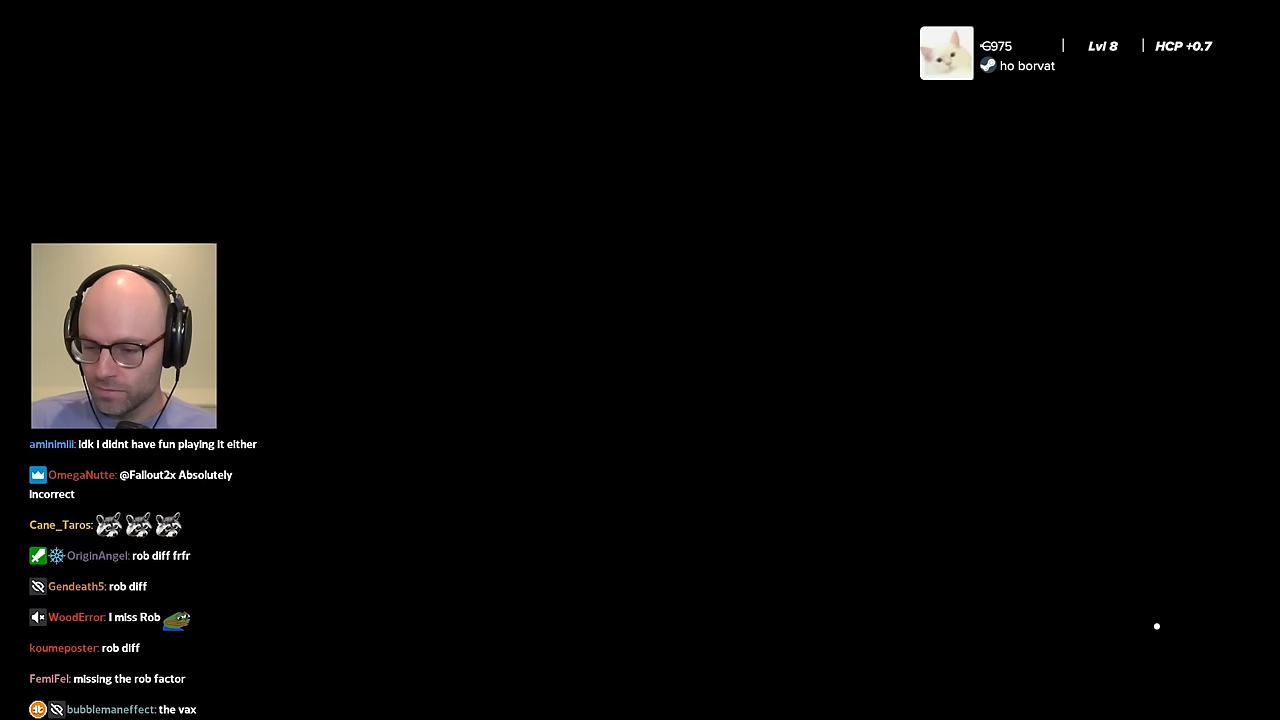 G975 | Lvl 8 | HCP +0.7
ho borvat
aminimili: idk i didnt have fun playing it either
OmegaNutte: @Fallout2x Absolutely
Incorrect
Cane_Taros:
OriginAngel: rob diff frfr
Gendeath5: rob diff
WoodError: I miss Rob
koumeposter: rob diff
FemiFel: missing the rob factor
bubblemaneffect: the vax